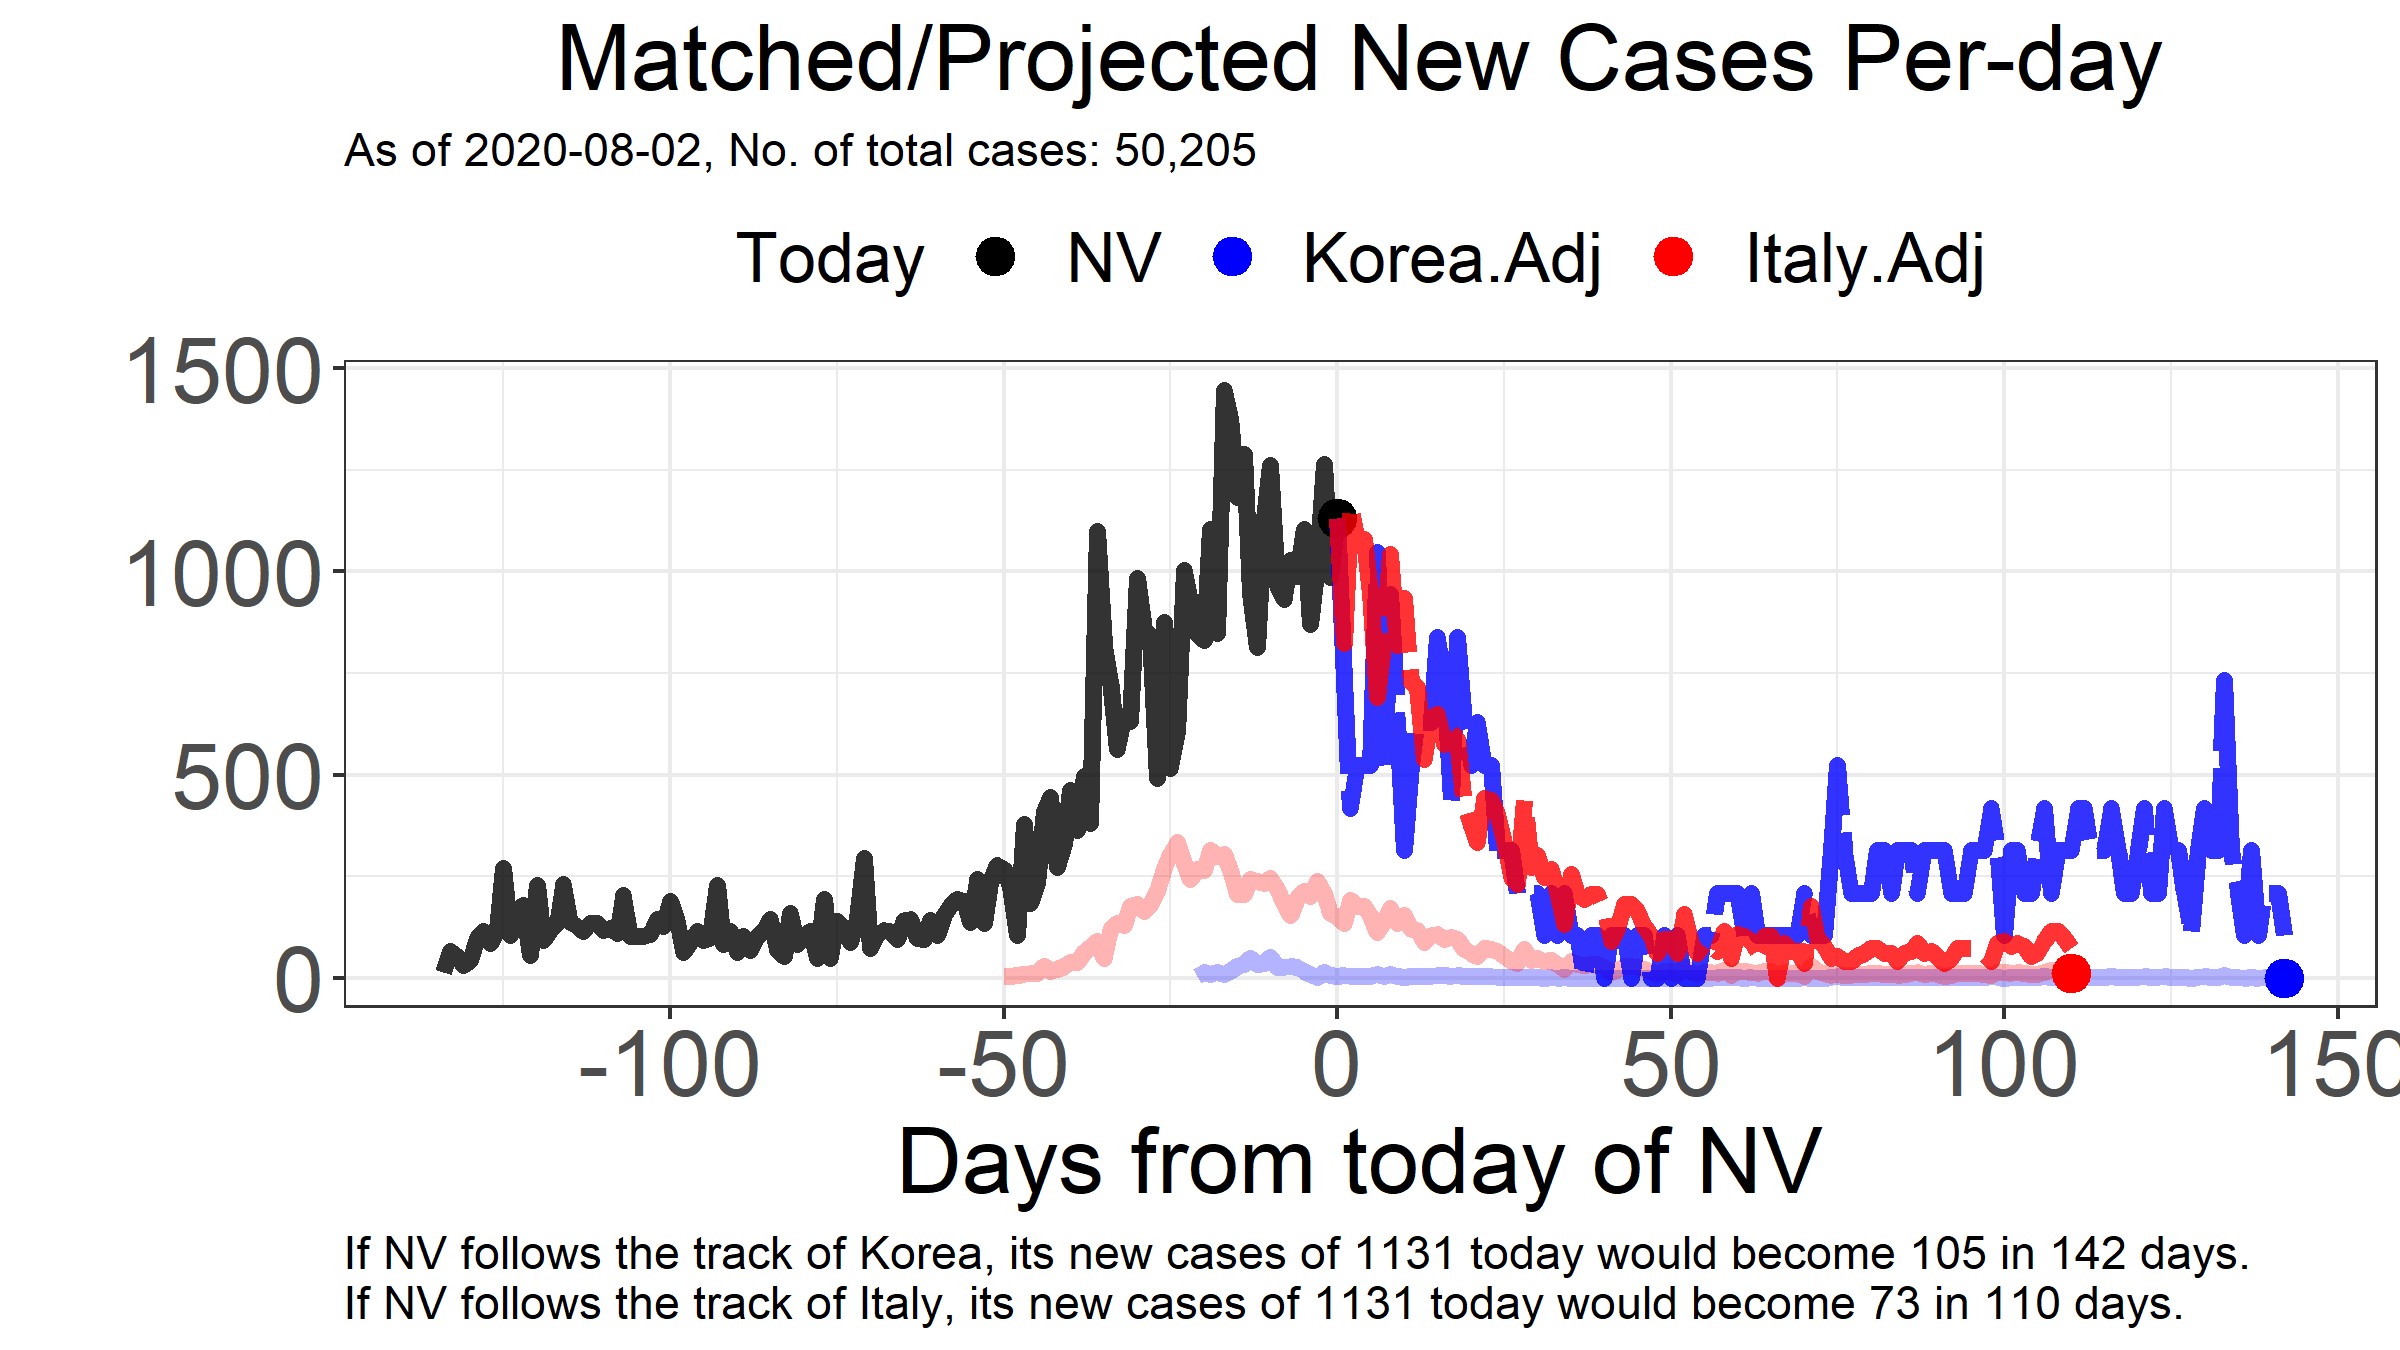 Matched/Projected New Cases Per-day
As of 2020-08-02, No. of total cases: 50,205
Today NV Korea.Adj Italy.Adj
1500
1000
500
0
-100 -50 0 50 100 150
Days from today of NV
If NV follows the track of Korea, its new cases of 1131 today would become 105 in 142 days.
If NV follows the track of Italy, its new cases of 1131 today would become 73 in 110 days.